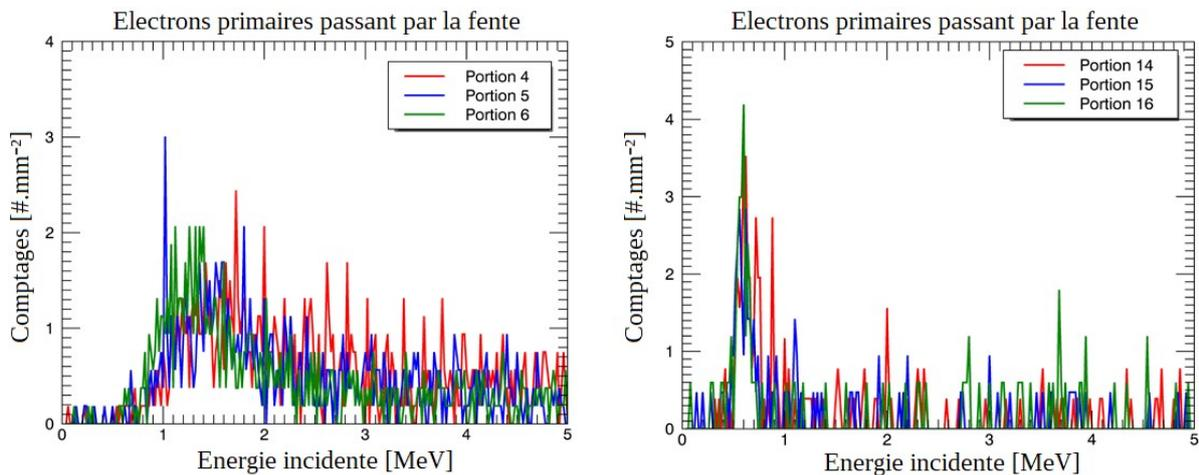 Electrons primaires passant par la fente
4
3
2
1
0
Comptages [#.mm⁻²]
Portion 4
Portion 5
Portion 6
0 1 2 3 4 5
Energie incidente [MeV]
Electrons primaires passant par la fente
5
4
3
2
1
0
Comptages [#.mm⁻²]
Portion 14
Portion 15
Portion 16
0 1 2 3 4 5
Energie incidente [MeV]